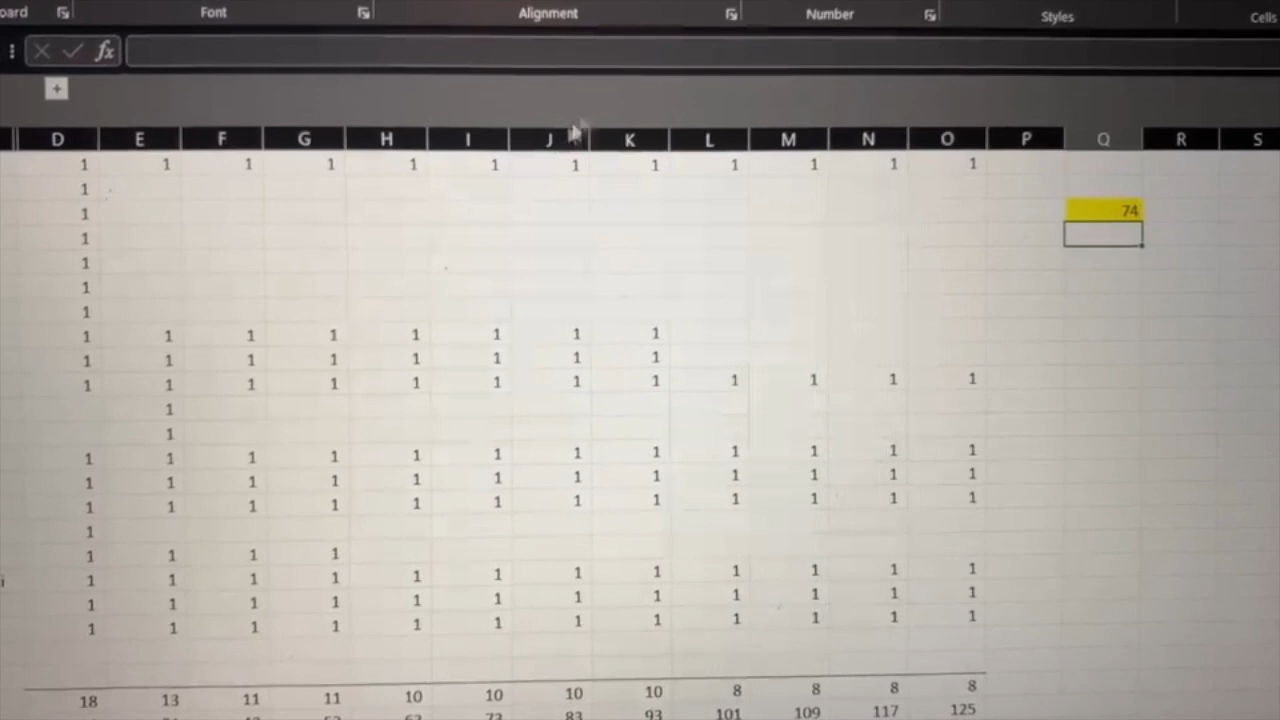 oard Font Alignment Number Styles Cells
fx
+
D E F G H I J K L M N O P Q R S
1 1 1 1 1 1 1 1 1 1 1 1
1
1 74
1
1
1
1
1 1 1 1 1 1 1 1
1 1 1 1 1 1 1 1
1 1 1 1 1 1 1 1 1 1 1 1
1
1
1 1 1 1 1 1 1 1 1 1 1 1
1 1 1 1 1 1 1 1 1 1 1 1
1 1 1 1 1 1 1 1 1 1 1 1
1
1 1 1 1
i 1 1 1 1 1 1 1 1 1 1 1 1
1 1 1 1 1 1 1 1 1 1 1 1
1 1 1 1 1 1 1 1 1 1 1 1
18 13 11 11 10 10 10 10 8 8 8 8
73 83 93 101 109 117 125